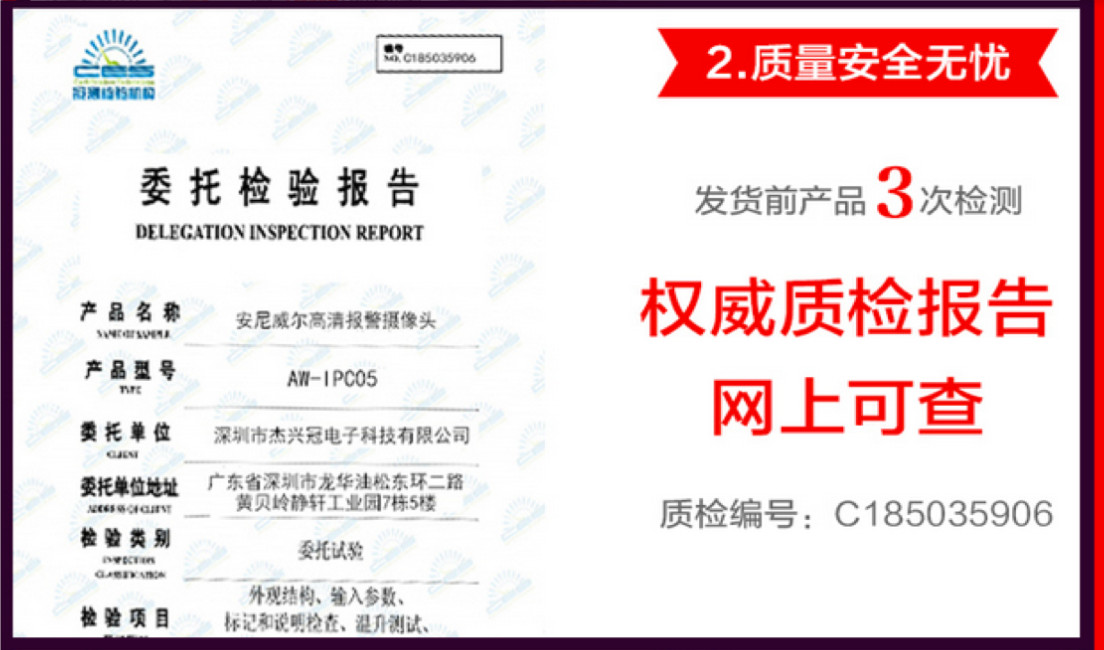 CES
编号
NO. C185035906
委托检验报告
DELEGATION INSPECTION REPORT
产品名称
安尼威尔高清报警摄像头
NAME OF SAMPLE
产品型号
AW-IPC05
TYPE
委托单位
深圳市杰兴冠电子科技有限公司
CLIENT
委托单位地址
广东省深圳市龙华油松东环二路
黄贝岭静轩工业园7栋5楼
ADDRESS OF CLIENT
检验类别
委托试验
INSPECTION
CLASSIFICATION
检验项目
外观结构、输入参数、
标记和说明检查、温升测试、
2.质量安全无忧
发货前产品3次检测
权威质检报告
网上可查
质检编号：C185035906